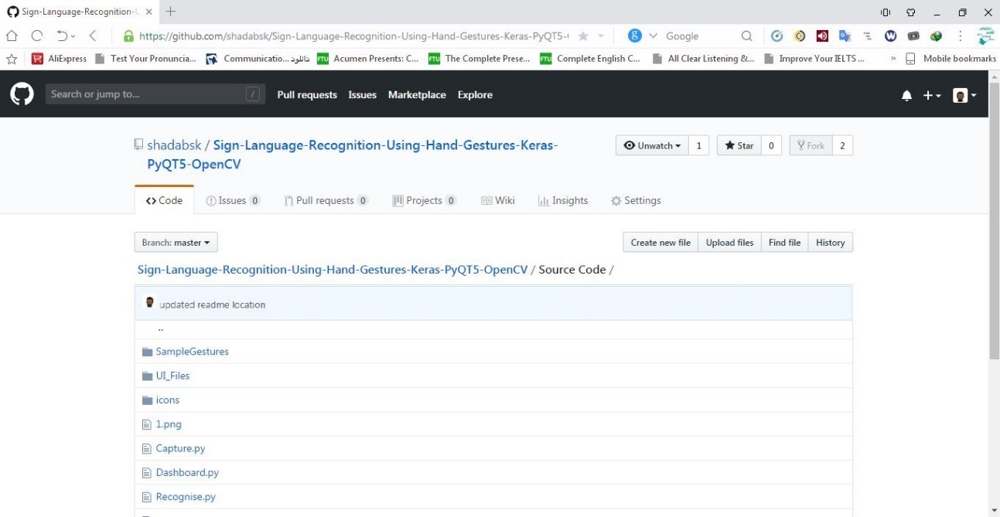 Sign-Language-Recognition-U
https://github.com/shadabsk/Sign-Language-Recognition-Using-Hand-Gestures-Keras-PyQT5-
Google
AliExpress Test Your Pronuncia... Communicatio... دانلود FTU Acumen Presents: C... FTU The Complete Prese... FTU Complete English C... All Clear Listening &... Improve Your IELTS ... » Mobile bookmarks
Search or jump to... / Pull requests Issues Marketplace Explore
shadabsk / Sign-Language-Recognition-Using-Hand-Gestures-Keras-
PyQT5-OpenCV
Unwatch 1 Star 0 Fork 2
Code Issues 0 Pull requests 0 Projects 0 Wiki Insights Settings
Branch: master Create new file Upload files Find file History
Sign-Language-Recognition-Using-Hand-Gestures-Keras-PyQT5-OpenCV / Source Code /
updated readme location
..
SampleGestures
UI_Files
icons
1.png
Capture.py
Dashboard.py
Recognise.py